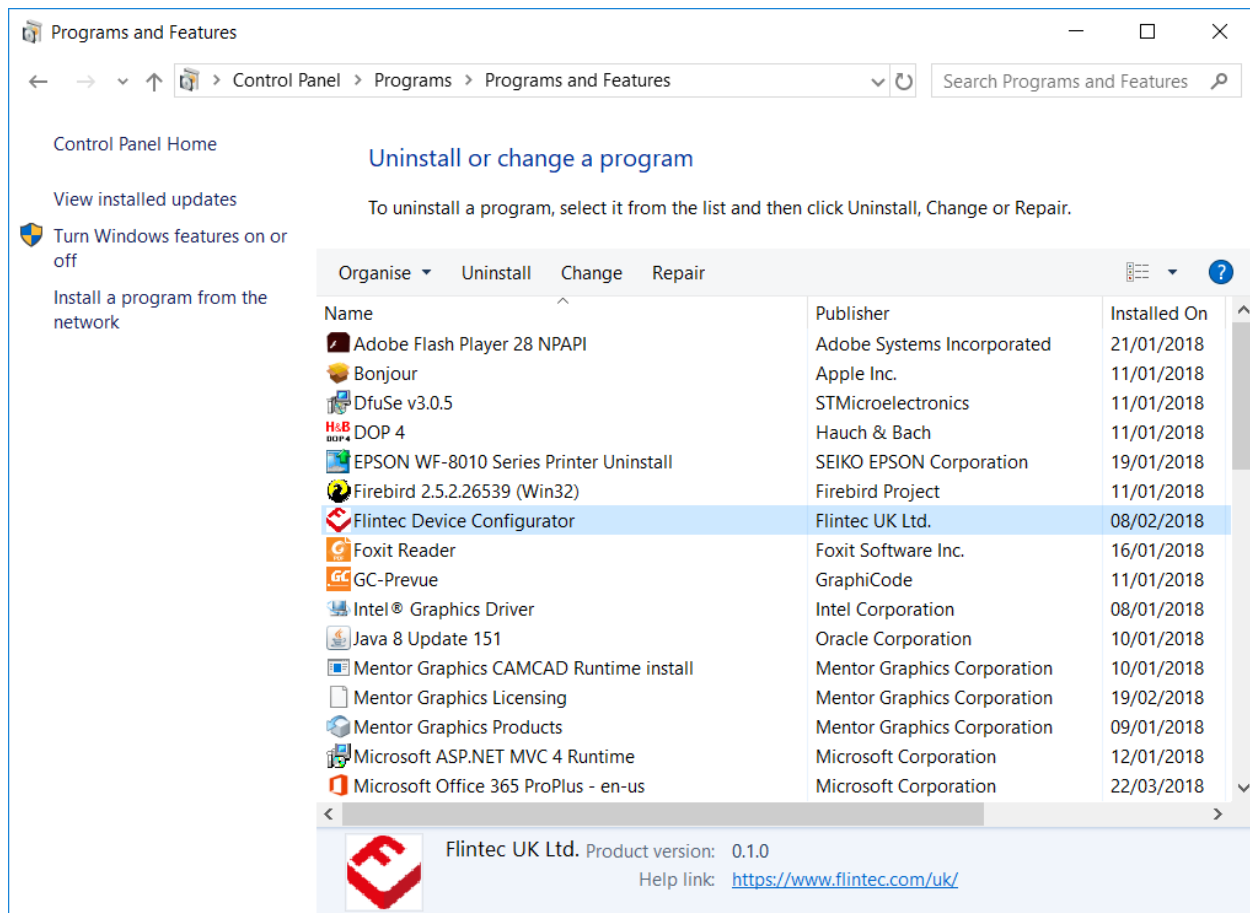 Programs and Features
Control Panel > Programs > Programs and Features
Search Programs and Features
Control Panel Home
View installed updates
Turn Windows features on or
off
Install a program from the
network
Uninstall or change a program
To uninstall a program, select it from the list and then click Uninstall, Change or Repair.
Organise Uninstall Change Repair ?
Name Publisher Installed On
Adobe Flash Player 28 NPAPI Adobe Systems Incorporated 21/01/2018
Bonjour Apple Inc. 11/01/2018
DfuSe v3.0.5 STMicroelectronics 11/01/2018
H&B DOP4 DOP 4 Hauch & Bach 11/01/2018
EPSON WF-8010 Series Printer Uninstall SEIKO EPSON Corporation 19/01/2018
Firebird 2.5.2.26539 (Win32) Firebird Project 11/01/2018
Flintec Device Configurator Flintec UK Ltd. 08/02/2018
Foxit Reader Foxit Software Inc. 16/01/2018
GC GC-Prevue GraphiCode 11/01/2018
Intel® Graphics Driver Intel Corporation 08/01/2018
Java 8 Update 151 Oracle Corporation 10/01/2018
Mentor Graphics CAMCAD Runtime install Mentor Graphics Corporation 10/01/2018
Mentor Graphics Licensing Mentor Graphics Corporation 19/02/2018
Mentor Graphics Products Mentor Graphics Corporation 09/01/2018
Microsoft ASP.NET MVC 4 Runtime Microsoft Corporation 12/01/2018
Microsoft Office 365 ProPlus - en-us Microsoft Corporation 22/03/2018
Flintec UK Ltd. Product version: 0.1.0
Help link: https://www.flintec.com/uk/